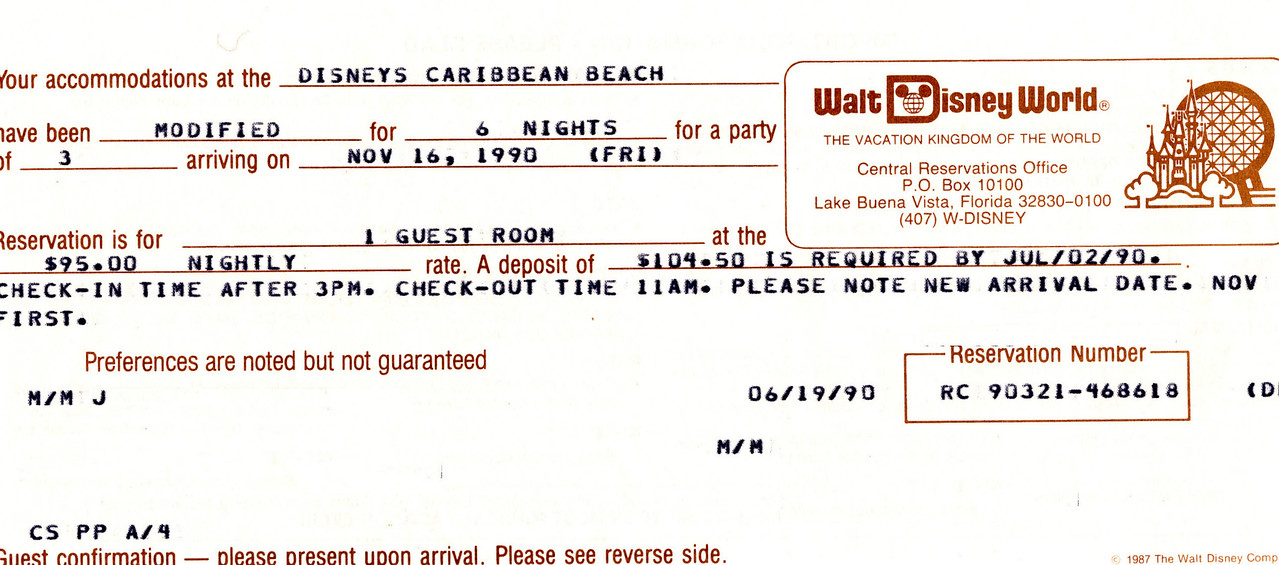 Your accommodations at the DISNEYS CARIBBEAN BEACH
have been MODIFIED for 6 NIGHTS for a party
of 3 arriving on NOV 16, 1990 (FRI)
Walt Disney World®
THE VACATION KINGDOM OF THE WORLD
Central Reservations Office
P.O. Box 10100
Lake Buena Vista, Florida 32830-0100
(407) W-DISNEY
Reservation is for 1 GUEST ROOM at the
$95.00 NIGHTLY rate. A deposit of $104.50 IS REQUIRED BY JUL/02/90.
CHECK-IN TIME AFTER 3PM. CHECK-OUT TIME 11AM. PLEASE NOTE NEW ARRIVAL DATE. NOV
FIRST.
Preferences are noted but not guaranteed
Reservation Number
M/M J 06/19/90 RC 90321-468618 (D
M/M
CS PP A/4
Guest confirmation — please present upon arrival. Please see reverse side.
© 1987 The Walt Disney Comp